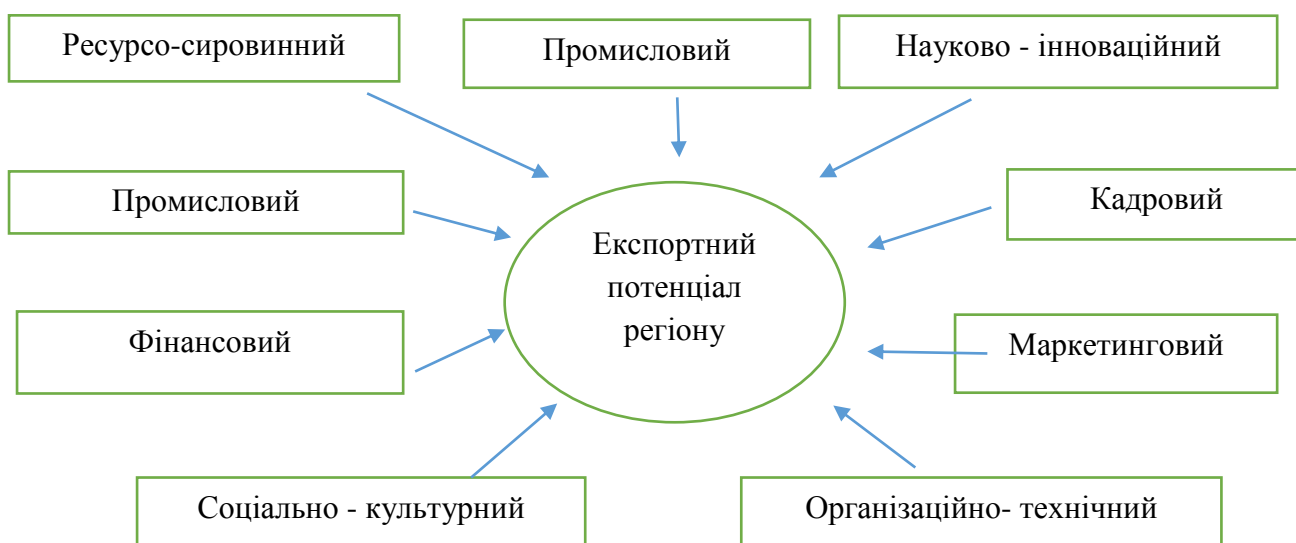 Ресурсо-сировинний
Промисловий
Науково - інноваційний
Промисловий
Кадровий
Експортний
потенціал
регіону
Фінансовий
Маркетинговий
Соціально - культурний
Організаційно- технічний